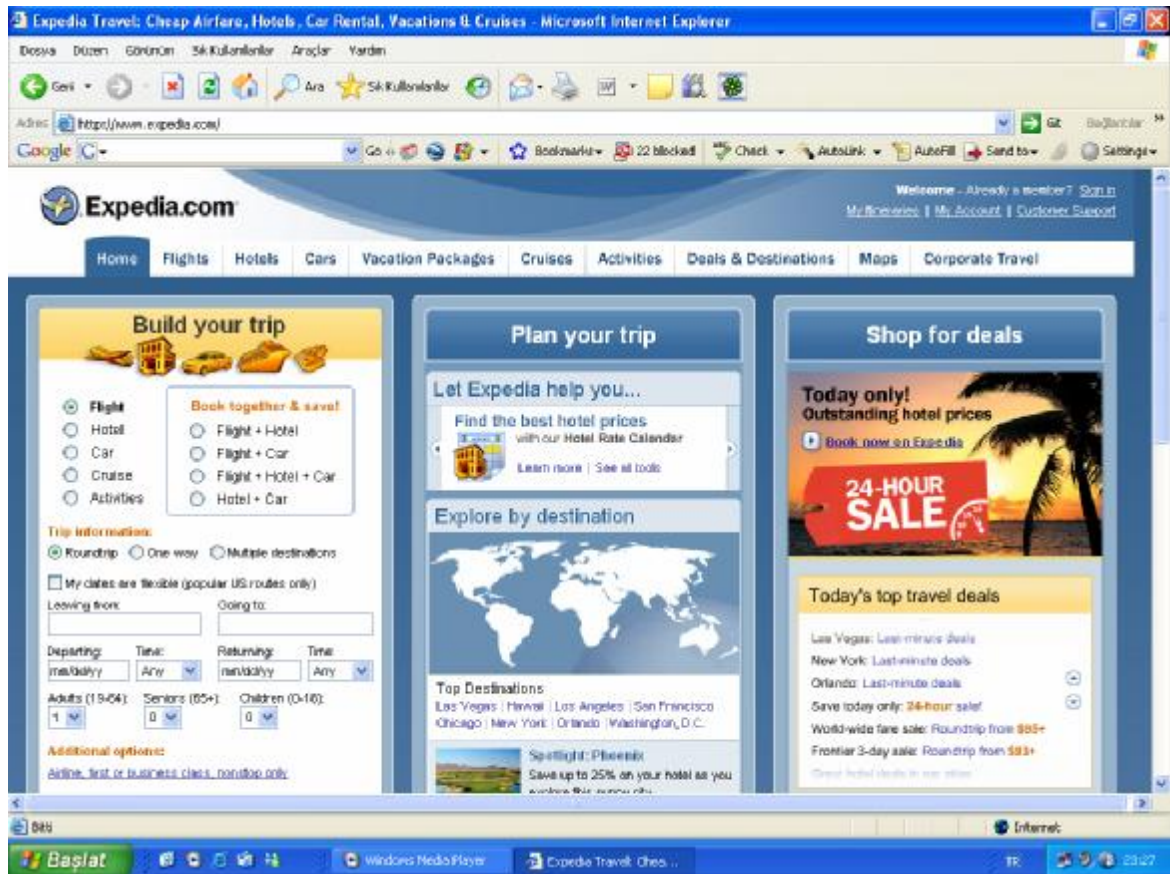 Expedia Travel: Cheap Airfare, Hotels, Car Rental, Vacations & Cruises - Microsoft Internet Explorer
Dosya Düzen Görünüm Sık Kullanılanlar Araçlar Yardım
Geri Ara Sık Kullanılanlar
Adres http://www.expedia.com/ Git Bağlantılar
Google Go Bookmarks 22 blocked Check AutoLink AutoFill Send to Settings
Expedia.com
Welcome - Already a member? Sign in
My Itineraries | My Account | Customer Support
Home Flights Hotels Cars Vacation Packages Cruises Activities Deals & Destinations Maps Corporate Travel
Build your trip
Flight
Hotel
Car
Cruise
Activities
Book together & save!
Flight + Hotel
Flight + Car
Flight + Hotel + Car
Hotel + Car
Trip information:
Roundtrip One way Multiple destinations
My dates are flexible (popular US routes only)
Leaving from: Going to:
Departing: Time: Returning: Time:
mm/dd/yy Any mm/dd/yy Any
Adults (19-64): Seniors (65+): Children (0-18):
1 0 0
Additional options:
Airline, first or business class, nonstop only
Plan your trip
Let Expedia help you...
Find the best hotel prices
with our Hotel Rate Calendar
Learn more | See all tools
Explore by destination
Top Destinations
Las Vegas | Hawaii | Los Angeles | San Francisco
Chicago | New York | Orlando | Washington, D.C.
Spotlight: Phoenix
Save up to 25% on your hotel as you
explore this sunny city
Shop for deals
Today only!
Outstanding hotel prices
Book now on Expedia
24-HOUR
SALE
Today's top travel deals
Las Vegas: Last-minute deals
New York: Last-minute deals
Orlando: Last-minute deals
Save today only: 24-hour sale!
World-wide fare sale: Roundtrip from
Frontier 3-day sale: Roundtrip from
Great hotel deals in
Bitti Internet
Başlat Windows Media Player Expedia Travel: Chea... TR 23:27